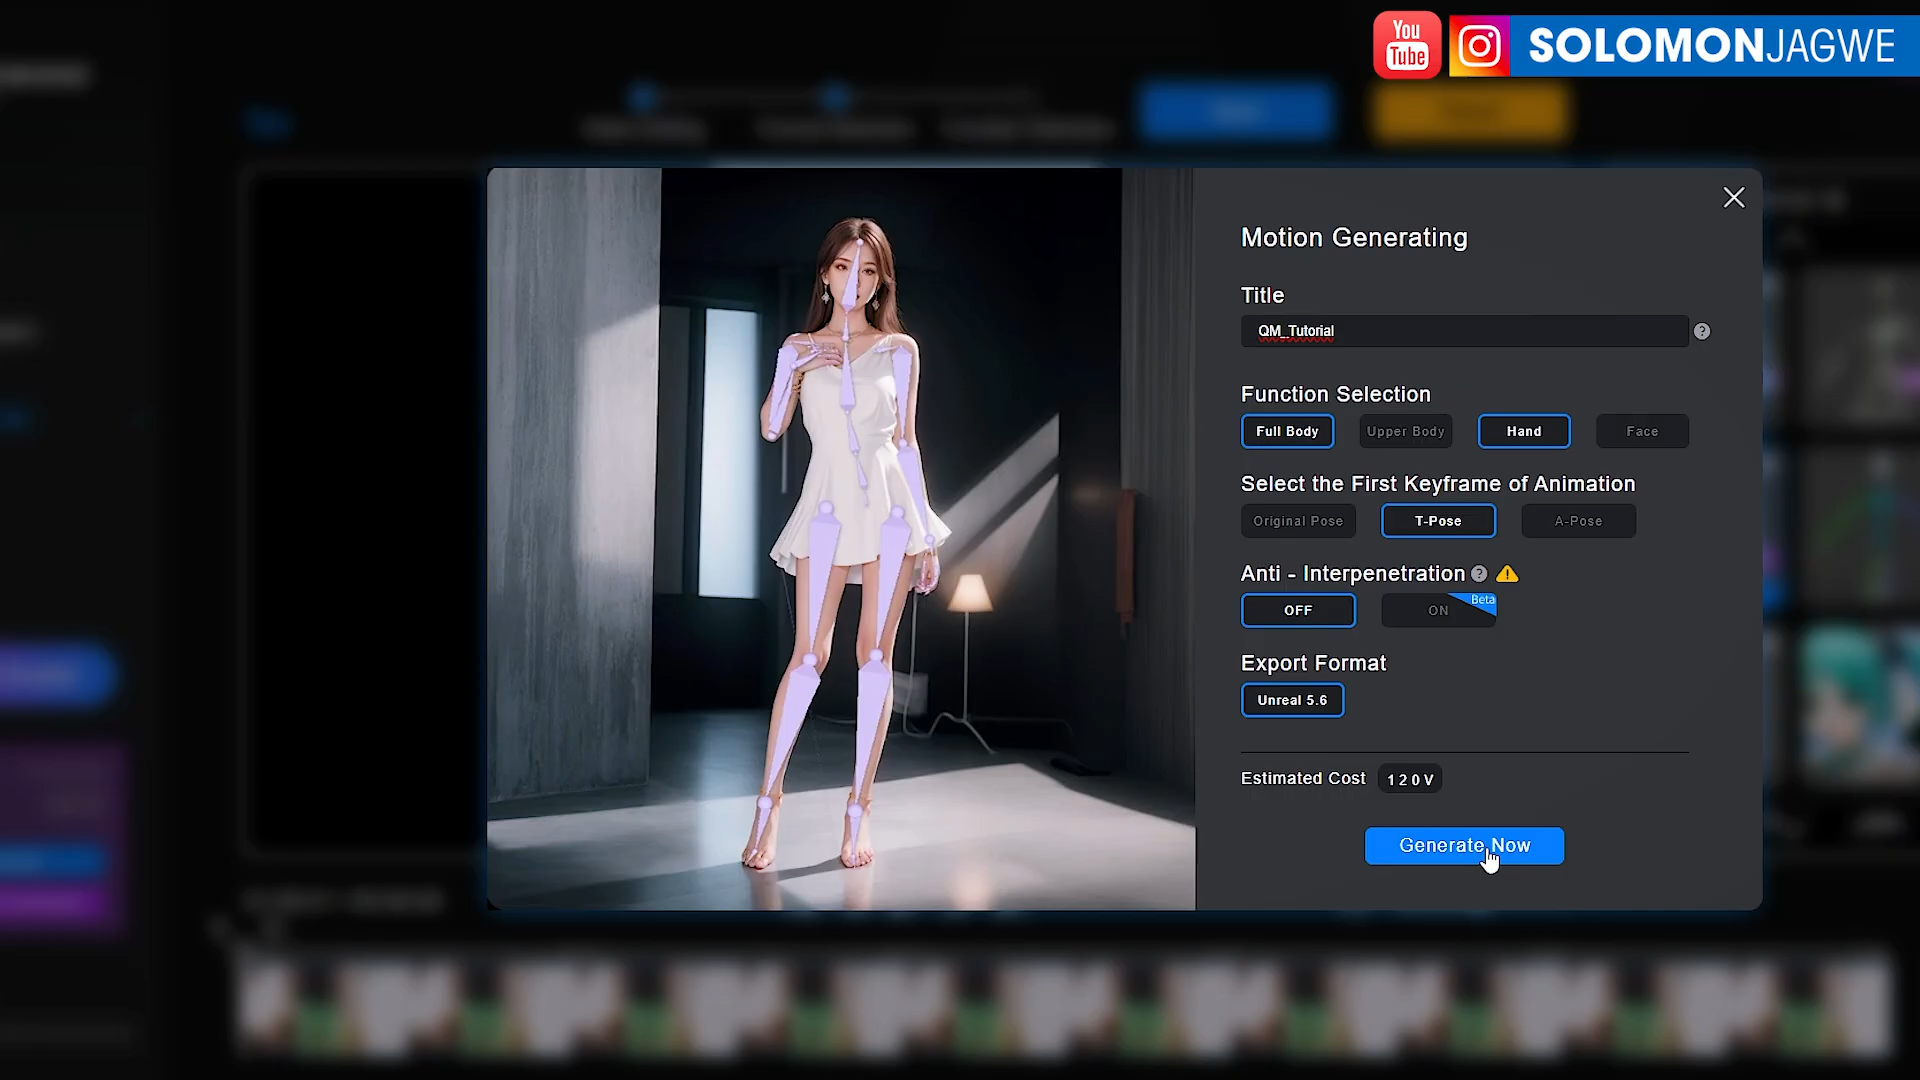 You
Tube
SOLOMONJAGWE
Motion Generating
Title
QM_Tutorial
?
Function Selection
Full Body Upper Body Hand Face
Select the First Keyframe of Animation
Original Pose T-Pose A-Pose
Anti - Interpenetration ?
OFF ON Beta
Export Format
Unreal 5.6
Estimated Cost 120V
Generate Now